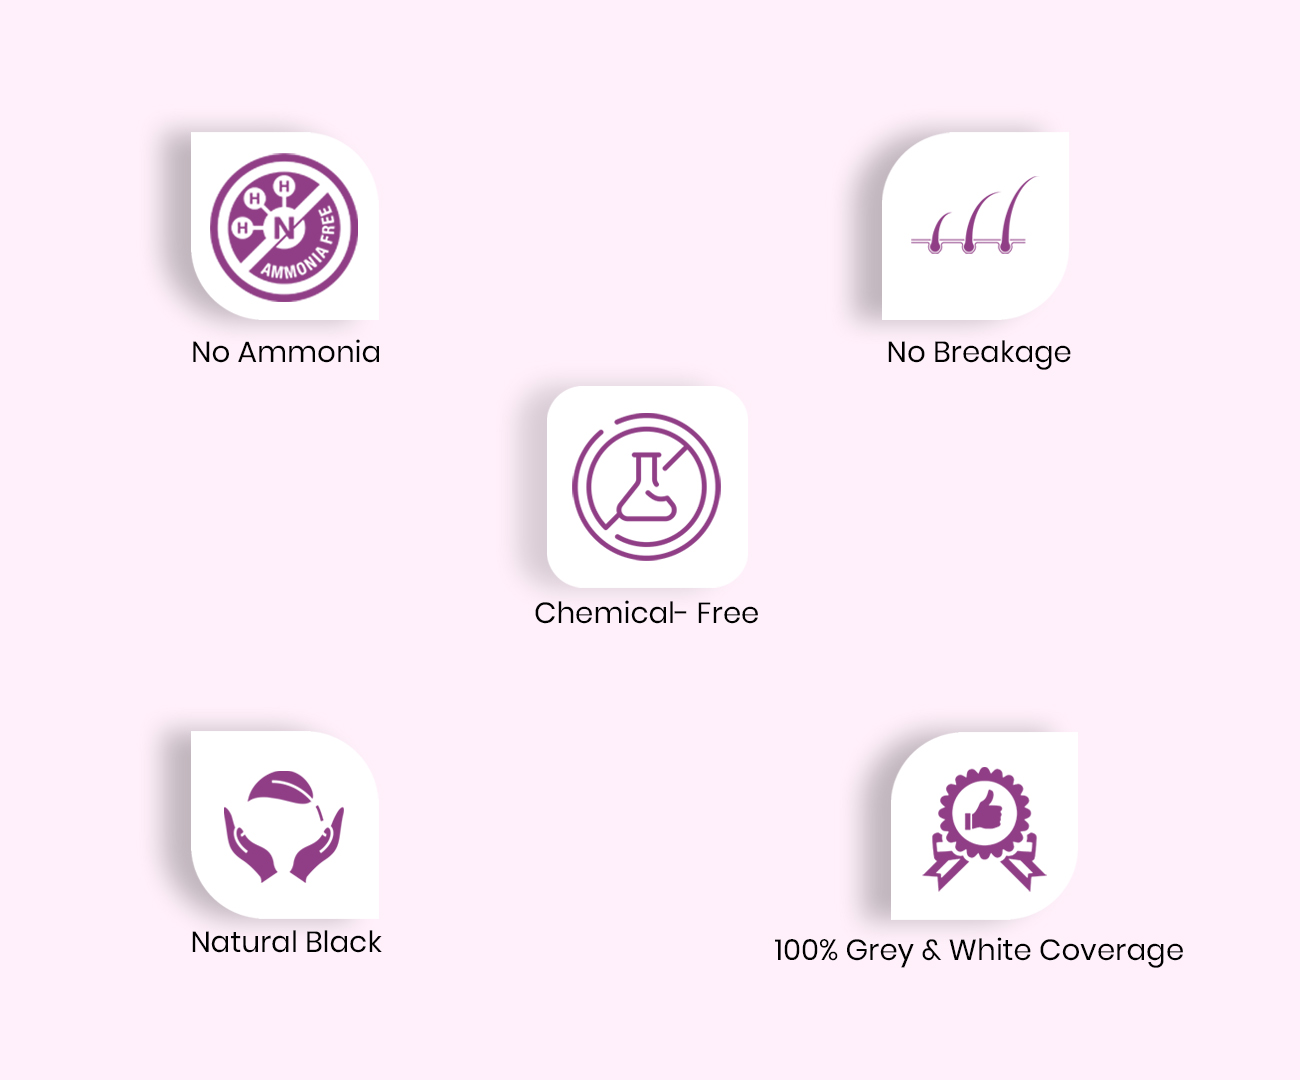 H
H
H
N
AMMONIA FREE
No Ammonia
No Breakage
Chemical- Free
Natural Black
100% Grey & White Coverage